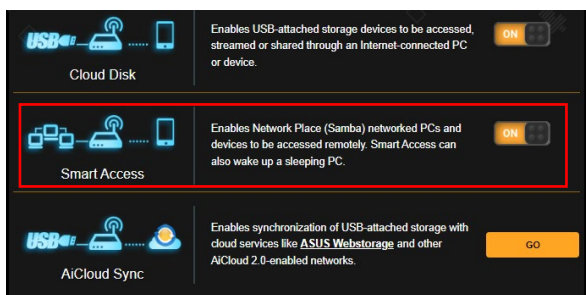 USB
Cloud Disk
Enables USB-attached storage devices to be accessed,
streamed or shared through an Internet-connected PC
or device.
ON
Smart Access
Enables Network Place (Samba) networked PCs and
devices to be accessed remotely. Smart Access can
also wake up a sleeping PC.
ON
USB
AiCloud Sync
Enables synchronization of USB-attached storage with
cloud services like ASUS Webstorage and other
AiCloud 2.0-enabled networks.
GO